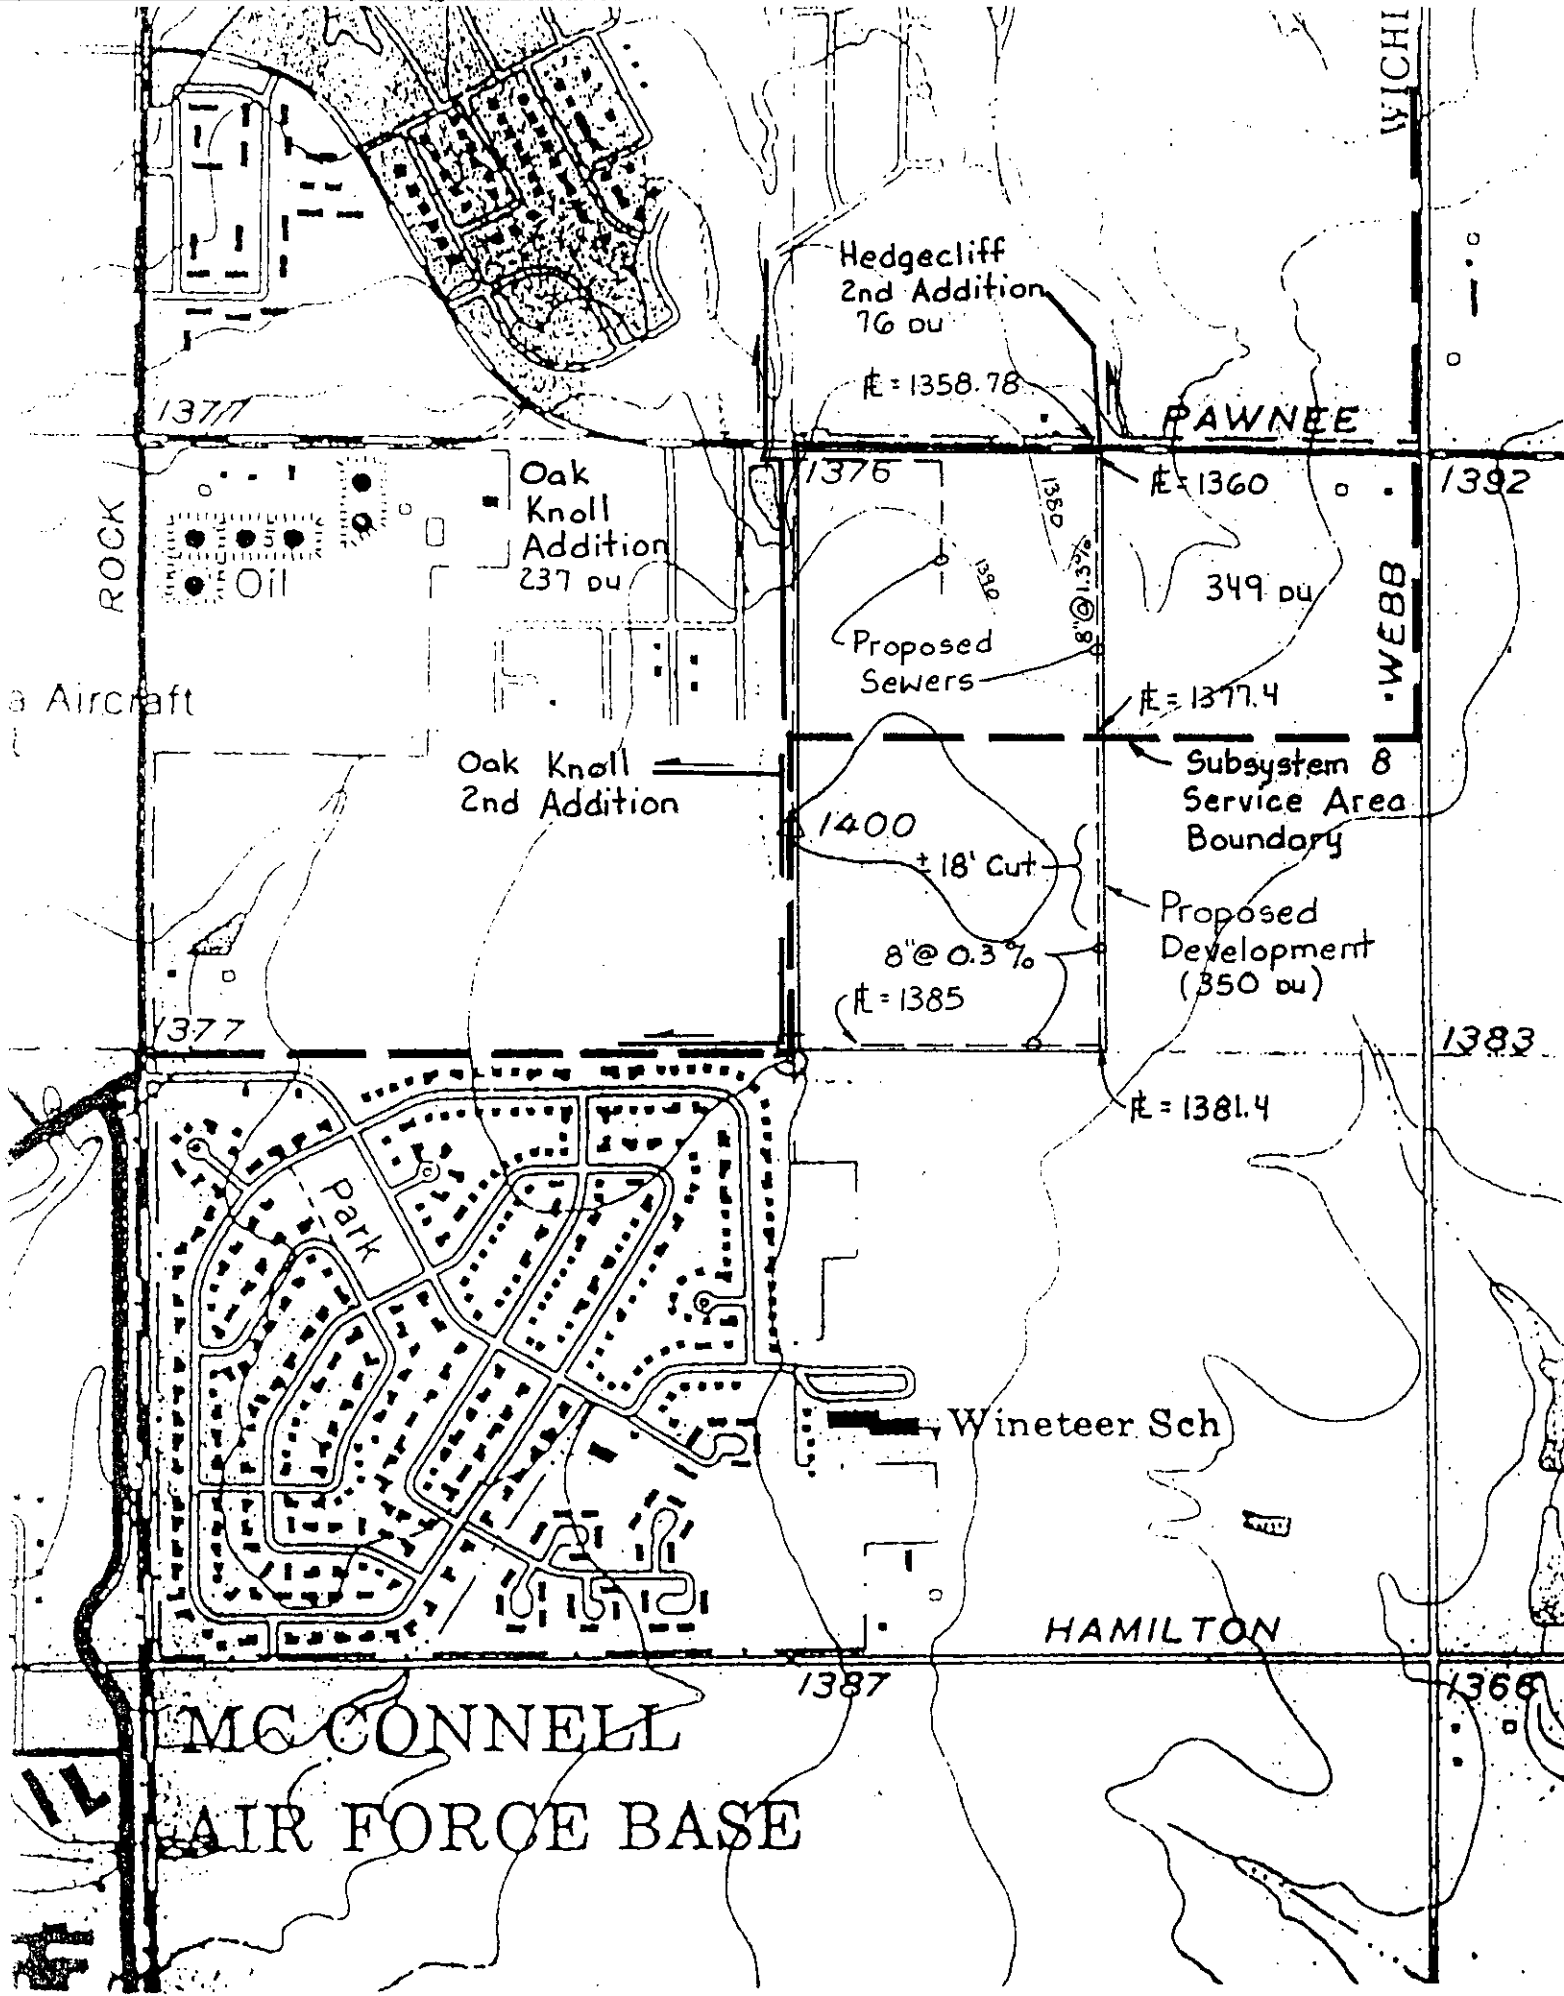 WICHI
Hedgecliff
2nd Addition
76 DU
℄ = 1358.78
1377
PAWNEE
Oak
Knoll
Addition
237 DU
1376
1380
℄ = 1360
1392
ROCK
Oil
1390
8"@ 1.3%
349 DU
WEBB
Proposed
Sewers
a Aircraft
℄ = 1377.4
Oak Knoll
2nd Addition
Subsystem 8
Service Area
Boundary
1400
± 18' Cut
Proposed
Development
(350 DU)
8"@ 0.3%
℄ = 1385
1377
1383
℄ = 1381.4
Park
Wineteer Sch
HAMILTON
1387
1366
MC CONNELL
AIR FORCE BASE